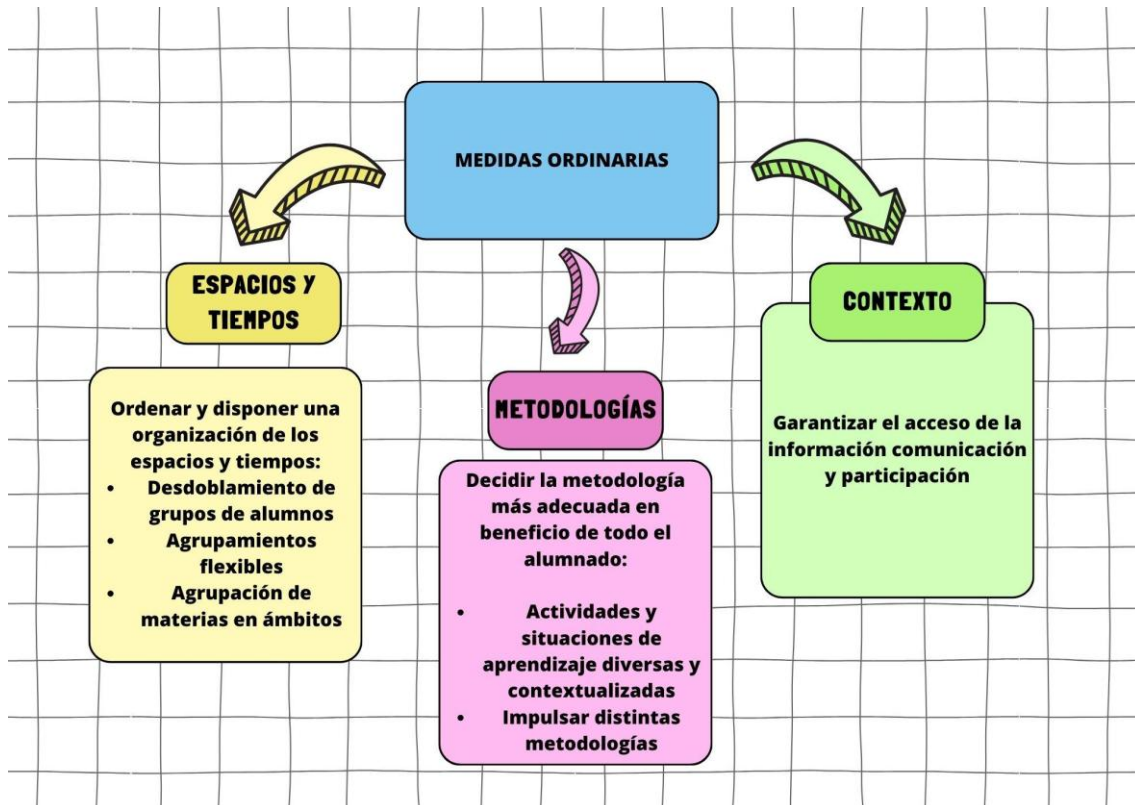 MEDIDAS ORDINARIAS
ESPACIOS Y
TIEMPOS
Ordenar y disponer una
organización de los
espacios y tiempos:
• Desdoblamiento de
grupos de alumnos
• Agrupamientos
flexibles
• Agrupación de
materias en ámbitos
METODOLOGÍAS
Decidir la metodología
más adecuada en
beneficio de todo el
alumnado:
• Actividades y
situaciones de
aprendizaje diversas y
contextualizadas
• Impulsar distintas
metodologías
CONTEXTO
Garantizar el acceso de la
información comunicación
y participación